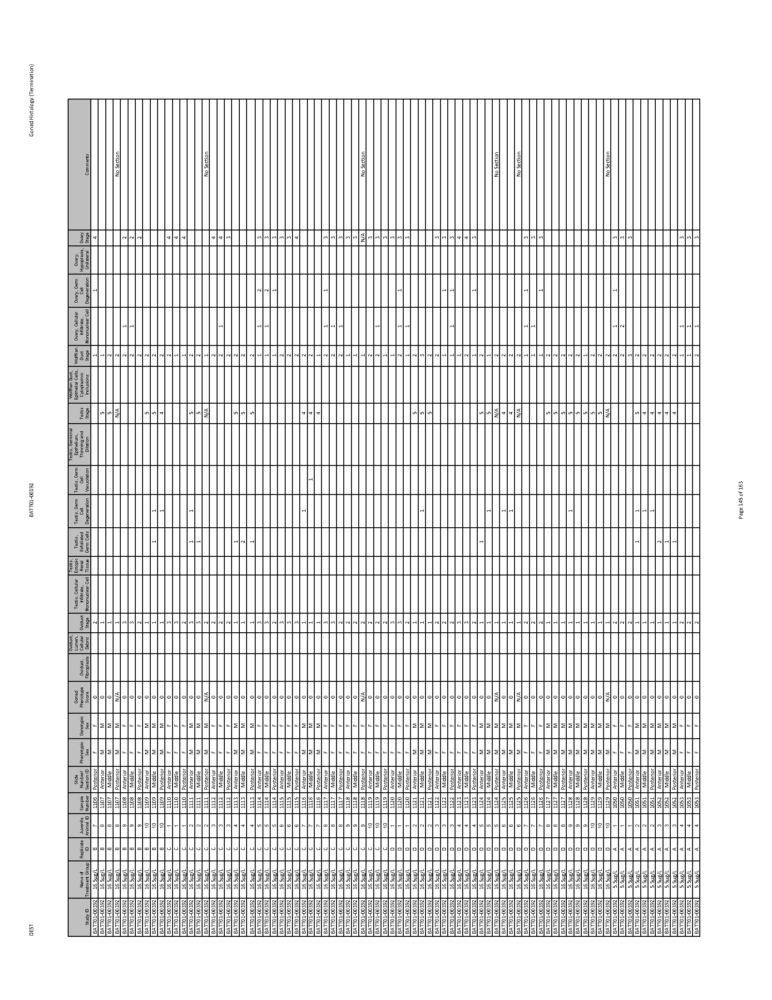 DEST BATT01-00392 Gonad Histology (Termination)
Study ID Name of Treatment Group Replicate ID Juvenile Animal ID Sample Number Slide Number/ Section ID Phenotypic Sex Genotypic Sex Gonad Phenotype Score Oviduct, Fibroplasia Oviduct, Lumen, Cellular Debris Oviduct Stage Testis, Cellular Infiltrate, Mononuclear Cell Testis, Ectopic Renal Tissue Testis, Exfoliated Germ Cells Testis, Germ Cell Degeneration Testis, Germ Cell Vacuolation Testis, Germinal Epthelium, Thinning and Dilation Testis Stage Wolffian Duct, Epithelial Cells, Cytoplasmic Inclusions Wolffian Duct Stage Ovary, Cellular Infiltrate, Mononuclear Cell Ovary, Germ Cell Degeneration Ovary, Hypoplasia, Unilateral Ovary Stage Comments
BATT01-00392 16.5µg/L B 7 1106 Posterior F F 0 2 1 1 4
BATT01-00392 16.5µg/L B 8 1107 Anterior M M 0 1 5 1
BATT01-00392 16.5µg/L B 8 1107 Middle M M 0 1 5 2
BATT01-00392 16.5µg/L B 8 1107 Posterior M M N/A 1 N/A 2 No Section
BATT01-00392 16.5µg/L B 9 1108 Anterior F F 0 3 2 1 2
BATT01-00392 16.5µg/L B 9 1108 Middle F F 0 3 2 1 2
BATT01-00392 16.5µg/L B 9 1108 Posterior F F 0 2 2 2
BATT01-00392 16.5µg/L B 10 1109 Anterior M M 0 1 5 2
BATT01-00392 16.5µg/L B 10 1109 Middle M M 0 1 1 1 5 2
BATT01-00392 16.5µg/L B 10 1109 Posterior M M 0 1 1 4 2
BATT01-00392 16.5µg/L C 1 1110 Anterior F F 0 3 2 4
BATT01-00392 16.5µg/L C 1 1110 Middle F F 0 3 1 4
BATT01-00392 16.5µg/L C 1 1110 Posterior F F 0 2 1 4
BATT01-00392 16.5µg/L C 2 1111 Anterior M M 0 3 1 1 5 2
BATT01-00392 16.5µg/L C 2 1111 Middle M M 0 3 1 5 2
BATT01-00392 16.5µg/L C 2 1111 Posterior M M N/A 2 N/A 1 No Section
BATT01-00392 16.5µg/L C 3 1112 Anterior F F 0 2 2 4
BATT01-00392 16.5µg/L C 3 1112 Middle F F 0 2 2 1 4
BATT01-00392 16.5µg/L C 3 1112 Posterior F F 0 2 2 3
BATT01-00392 16.5µg/L C 4 1113 Anterior M M 0 1 1 5 2
BATT01-00392 16.5µg/L C 4 1113 Middle M M 0 1 2 5 2
BATT01-00392 16.5µg/L C 4 1113 Posterior M M 0 1 1 5 2
BATT01-00392 16.5µg/L C 5 1114 Anterior F F 0 3 1 1 2 3
BATT01-00392 16.5µg/L C 5 1114 Middle F F 0 3 1 1 2 3
BATT01-00392 16.5µg/L C 5 1114 Posterior F F 0 2 1 1 3
BATT01-00392 16.5µg/L C 6 1115 Anterior F F 0 3 2 3
BATT01-00392 16.5µg/L C 6 1115 Middle F F 0 3 2 3
BATT01-00392 16.5µg/L C 6 1115 Posterior F F 0 3 2 4
BATT01-00392 16.5µg/L C 7 1116 Anterior M M 0 1 1 4 2
BATT01-00392 16.5µg/L C 7 1116 Middle M M 0 1 1 4 2
BATT01-00392 16.5µg/L C 7 1116 Posterior M M 0 1 4 1
BATT01-00392 16.5µg/L C 8 1117 Anterior F F 0 3 2 1 1 3
BATT01-00392 16.5µg/L C 8 1117 Middle F F 0 3 2 1 3
BATT01-00392 16.5µg/L C 8 1117 Posterior F F 0 2 2 1 3
BATT01-00392 16.5µg/L C 9 1118 Anterior F F 0 2 1 3
BATT01-00392 16.5µg/L C 9 1118 Middle F F 0 2 1 3
BATT01-00392 16.5µg/L C 9 1118 Posterior F F N/A 2 1 N/A No Section
BATT01-00392 16.5µg/L C 10 1119 Anterior F F 0 2 2 3
BATT01-00392 16.5µg/L C 10 1119 Middle F F 0 2 2 1 3
BATT01-00392 16.5µg/L C 10 1119 Posterior F F 0 2 1 3
BATT01-00392 16.5µg/L D 1 1120 Anterior F F 0 3 1 3
BATT01-00392 16.5µg/L D 1 1120 Middle F F 0 3 2 1 1 3
BATT01-00392 16.5µg/L D 1 1120 Posterior F F 0 2 1 1 3
BATT01-00392 16.5µg/L D 2 1121 Anterior M M 0 1 5 2
BATT01-00392 16.5µg/L D 2 1121 Middle M M 0 1 1 5 3
BATT01-00392 16.5µg/L D 2 1121 Posterior M M 0 1 5 2
BATT01-00392 16.5µg/L D 3 1122 Anterior F F 0 2 2 3
BATT01-00392 16.5µg/L D 3 1122 Middle F F 0 2 1 1 3
BATT01-00392 16.5µg/L D 3 1122 Posterior F F 0 2 1 1 1 3
BATT01-00392 16.5µg/L D 4 1123 Anterior F F 0 3 1 4
BATT01-00392 16.5µg/L D 4 1123 Middle F F 0 3 2 4
BATT01-00392 16.5µg/L D 4 1123 Posterior F F 0 2 1 1 3
BATT01-00392 16.5µg/L D 5 1124 Anterior M M 0 1 1 5 2
BATT01-00392 16.5µg/L D 5 1124 Middle M M 0 1 1 5 1
BATT01-00392 16.5µg/L D 5 1124 Posterior M M N/A 1 N/A 2 No Section
BATT01-00392 16.5µg/L D 6 1125 Anterior M M 0 1 1 4 2
BATT01-00392 16.5µg/L D 6 1125 Middle M M 0 1 1 4 2
BATT01-00392 16.5µg/L D 6 1125 Posterior M M N/A 1 N/A 2 No Section
BATT01-00392 16.5µg/L D 7 1126 Anterior F F 0 2 1 1 1 3
BATT01-00392 16.5µg/L D 7 1126 Middle F F 0 2 1 1 3
BATT01-00392 16.5µg/L D 7 1126 Posterior F F 0 2 1 1 3
BATT01-00392 16.5µg/L D 8 1127 Anterior M M 0 1 5 2
BATT01-00392 16.5µg/L D 8 1127 Middle M M 0 1 5 2
BATT01-00392 16.5µg/L D 8 1127 Posterior M M 0 1 5 2
BATT01-00392 16.5µg/L D 9 1128 Anterior M M 0 1 1 5 2
BATT01-00392 16.5µg/L D 9 1128 Middle M M 0 1 5 2
BATT01-00392 16.5µg/L D 9 1128 Posterior M M 0 1 5 1
BATT01-00392 16.5µg/L D 10 1129 Anterior M M 0 1 5 2
BATT01-00392 16.5µg/L D 10 1129 Middle M M 0 1 5 2
BATT01-00392 16.5µg/L D 10 1129 Posterior M M N/A 1 N/A 2 No Section
BATT01-00392 5.5µg/L A 1 1050 Anterior F F 0 2 2 1 1 3
BATT01-00392 5.5µg/L A 1 1050 Middle F F 0 2 2 2 3
BATT01-00392 5.5µg/L A 1 1050 Posterior F F 0 2 3 3
BATT01-00392 5.5µg/L A 2 1051 Anterior M M 0 1 1 1 5 2
BATT01-00392 5.5µg/L A 2 1051 Middle M M 0 1 1 4 2
BATT01-00392 5.5µg/L A 2 1051 Posterior M M 0 1 1 4 2
BATT01-00392 5.5µg/L A 3 1052 Anterior M M 0 1 2 4 2
BATT01-00392 5.5µg/L A 3 1052 Middle M M 0 1 1 4 2
BATT01-00392 5.5µg/L A 3 1052 Posterior M M 0 1 1 4 2
BATT01-00392 5.5µg/L A 4 1053 Anterior F F 0 2 1 1 3
BATT01-00392 5.5µg/L A 4 1053 Middle F F 0 2 1 1 3
BATT01-00392 5.5µg/L A 4 1053 Posterior F F 0 2 2 1 3
Page 145 of 163